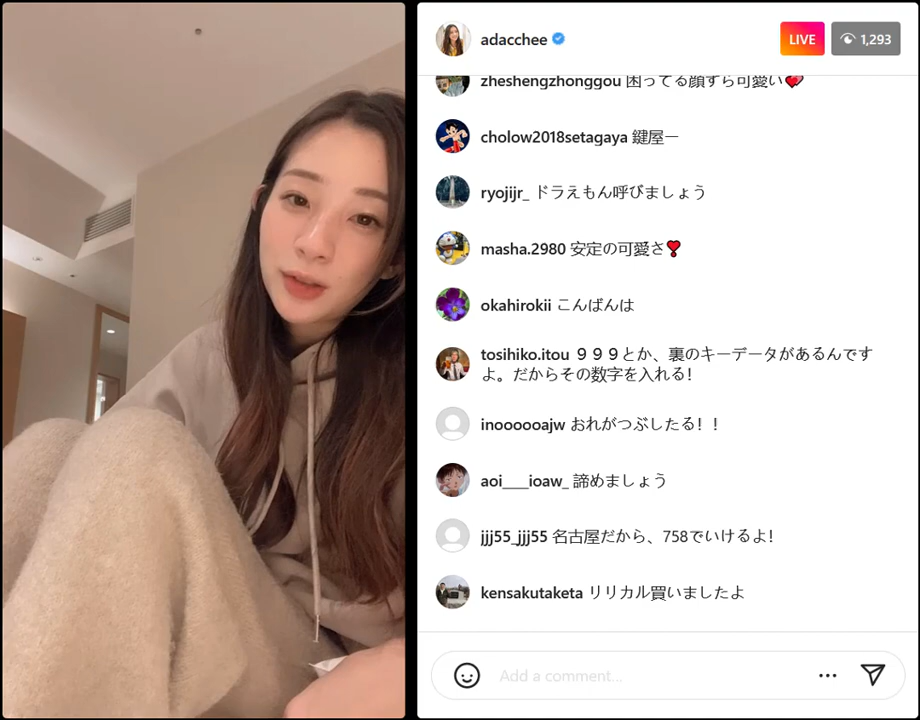 adacchee
LIVE
1,293
zheshengzhonggou 困ってる顔すら可愛い💕
cholow2018setagaya 鍵屋ー
ryojijr_ ドラえもん呼びましょう
masha.2980 安定の可愛さ❣
okahirokii こんばんは
tosihiko.itou ９９９とか、裏のキーデータがあるんです
よ。だからその数字を入れる！
inoooooajw おれがつぶしたる！！
aoi___ioaw_ 諦めましょう
jjj55_jjj55 名古屋だから、758でいけるよ！
kensakutaketa リリカル買いましたよ
Add a comment...